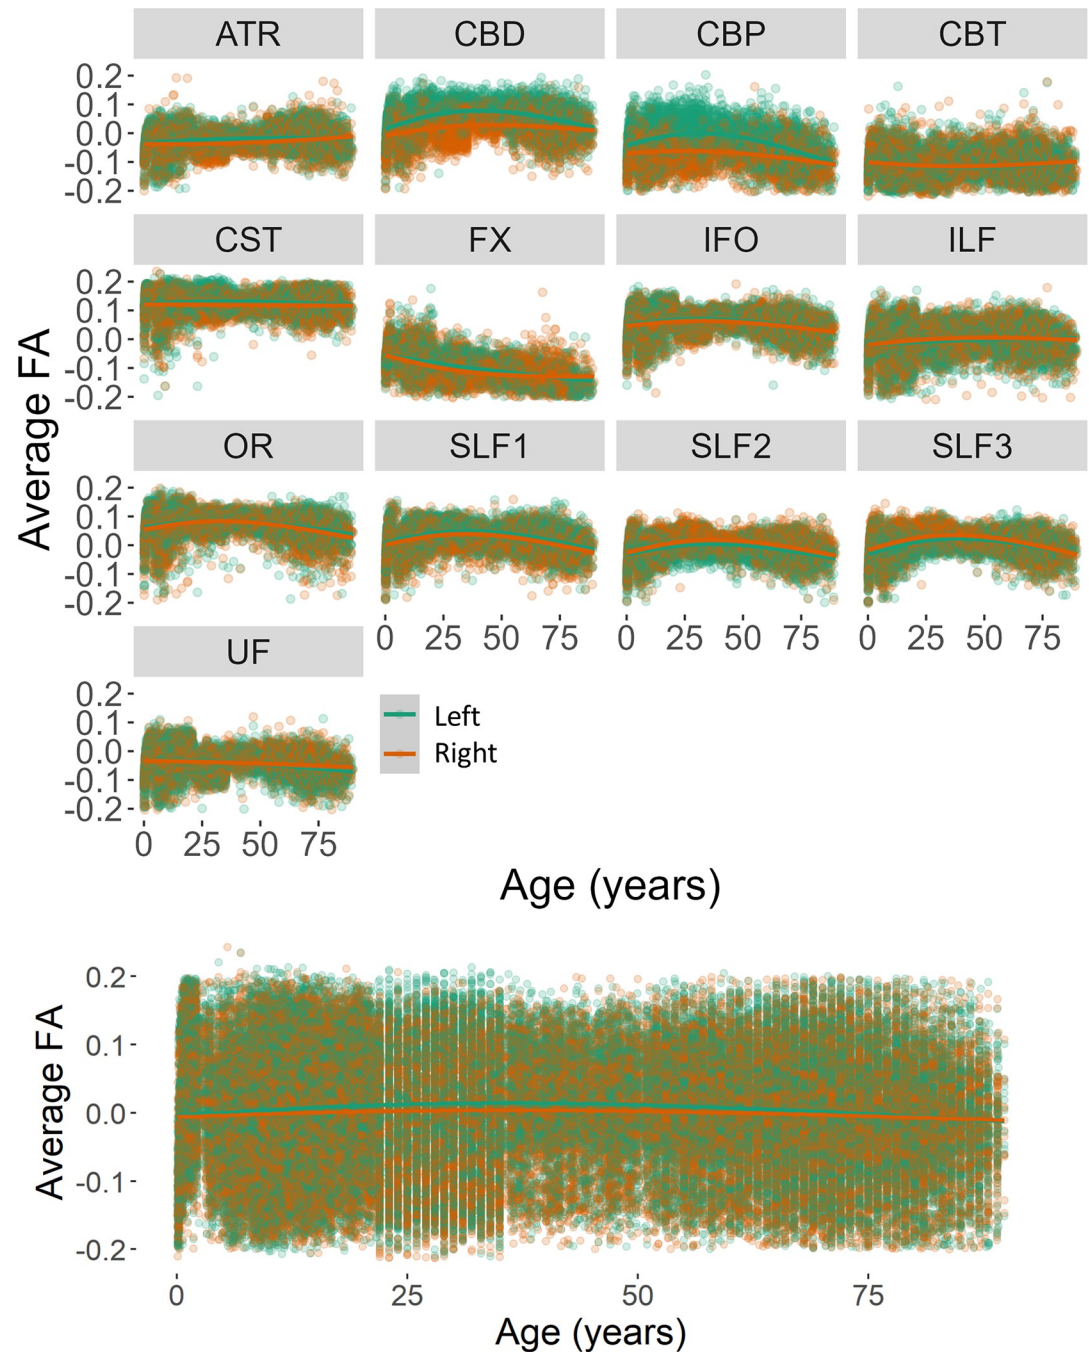 ATR CBD CBP CBT
0.2
0.1
0.0
-0.1
-0.2
CST FX IFO ILF
0.2
0.1
0.0
-0.1
-0.2
Average FA
OR SLF1 SLF2 SLF3
0.2
0.1
0.0
-0.1
-0.2
0 25 50 75 0 25 50 75 0 25 50 75
UF
0.2
0.1
0.0
-0.1
-0.2
Left
Right
0 25 50 75
Age (years)
0.2
0.1
0.0
-0.1
-0.2
Average FA
0 25 50 75
Age (years)